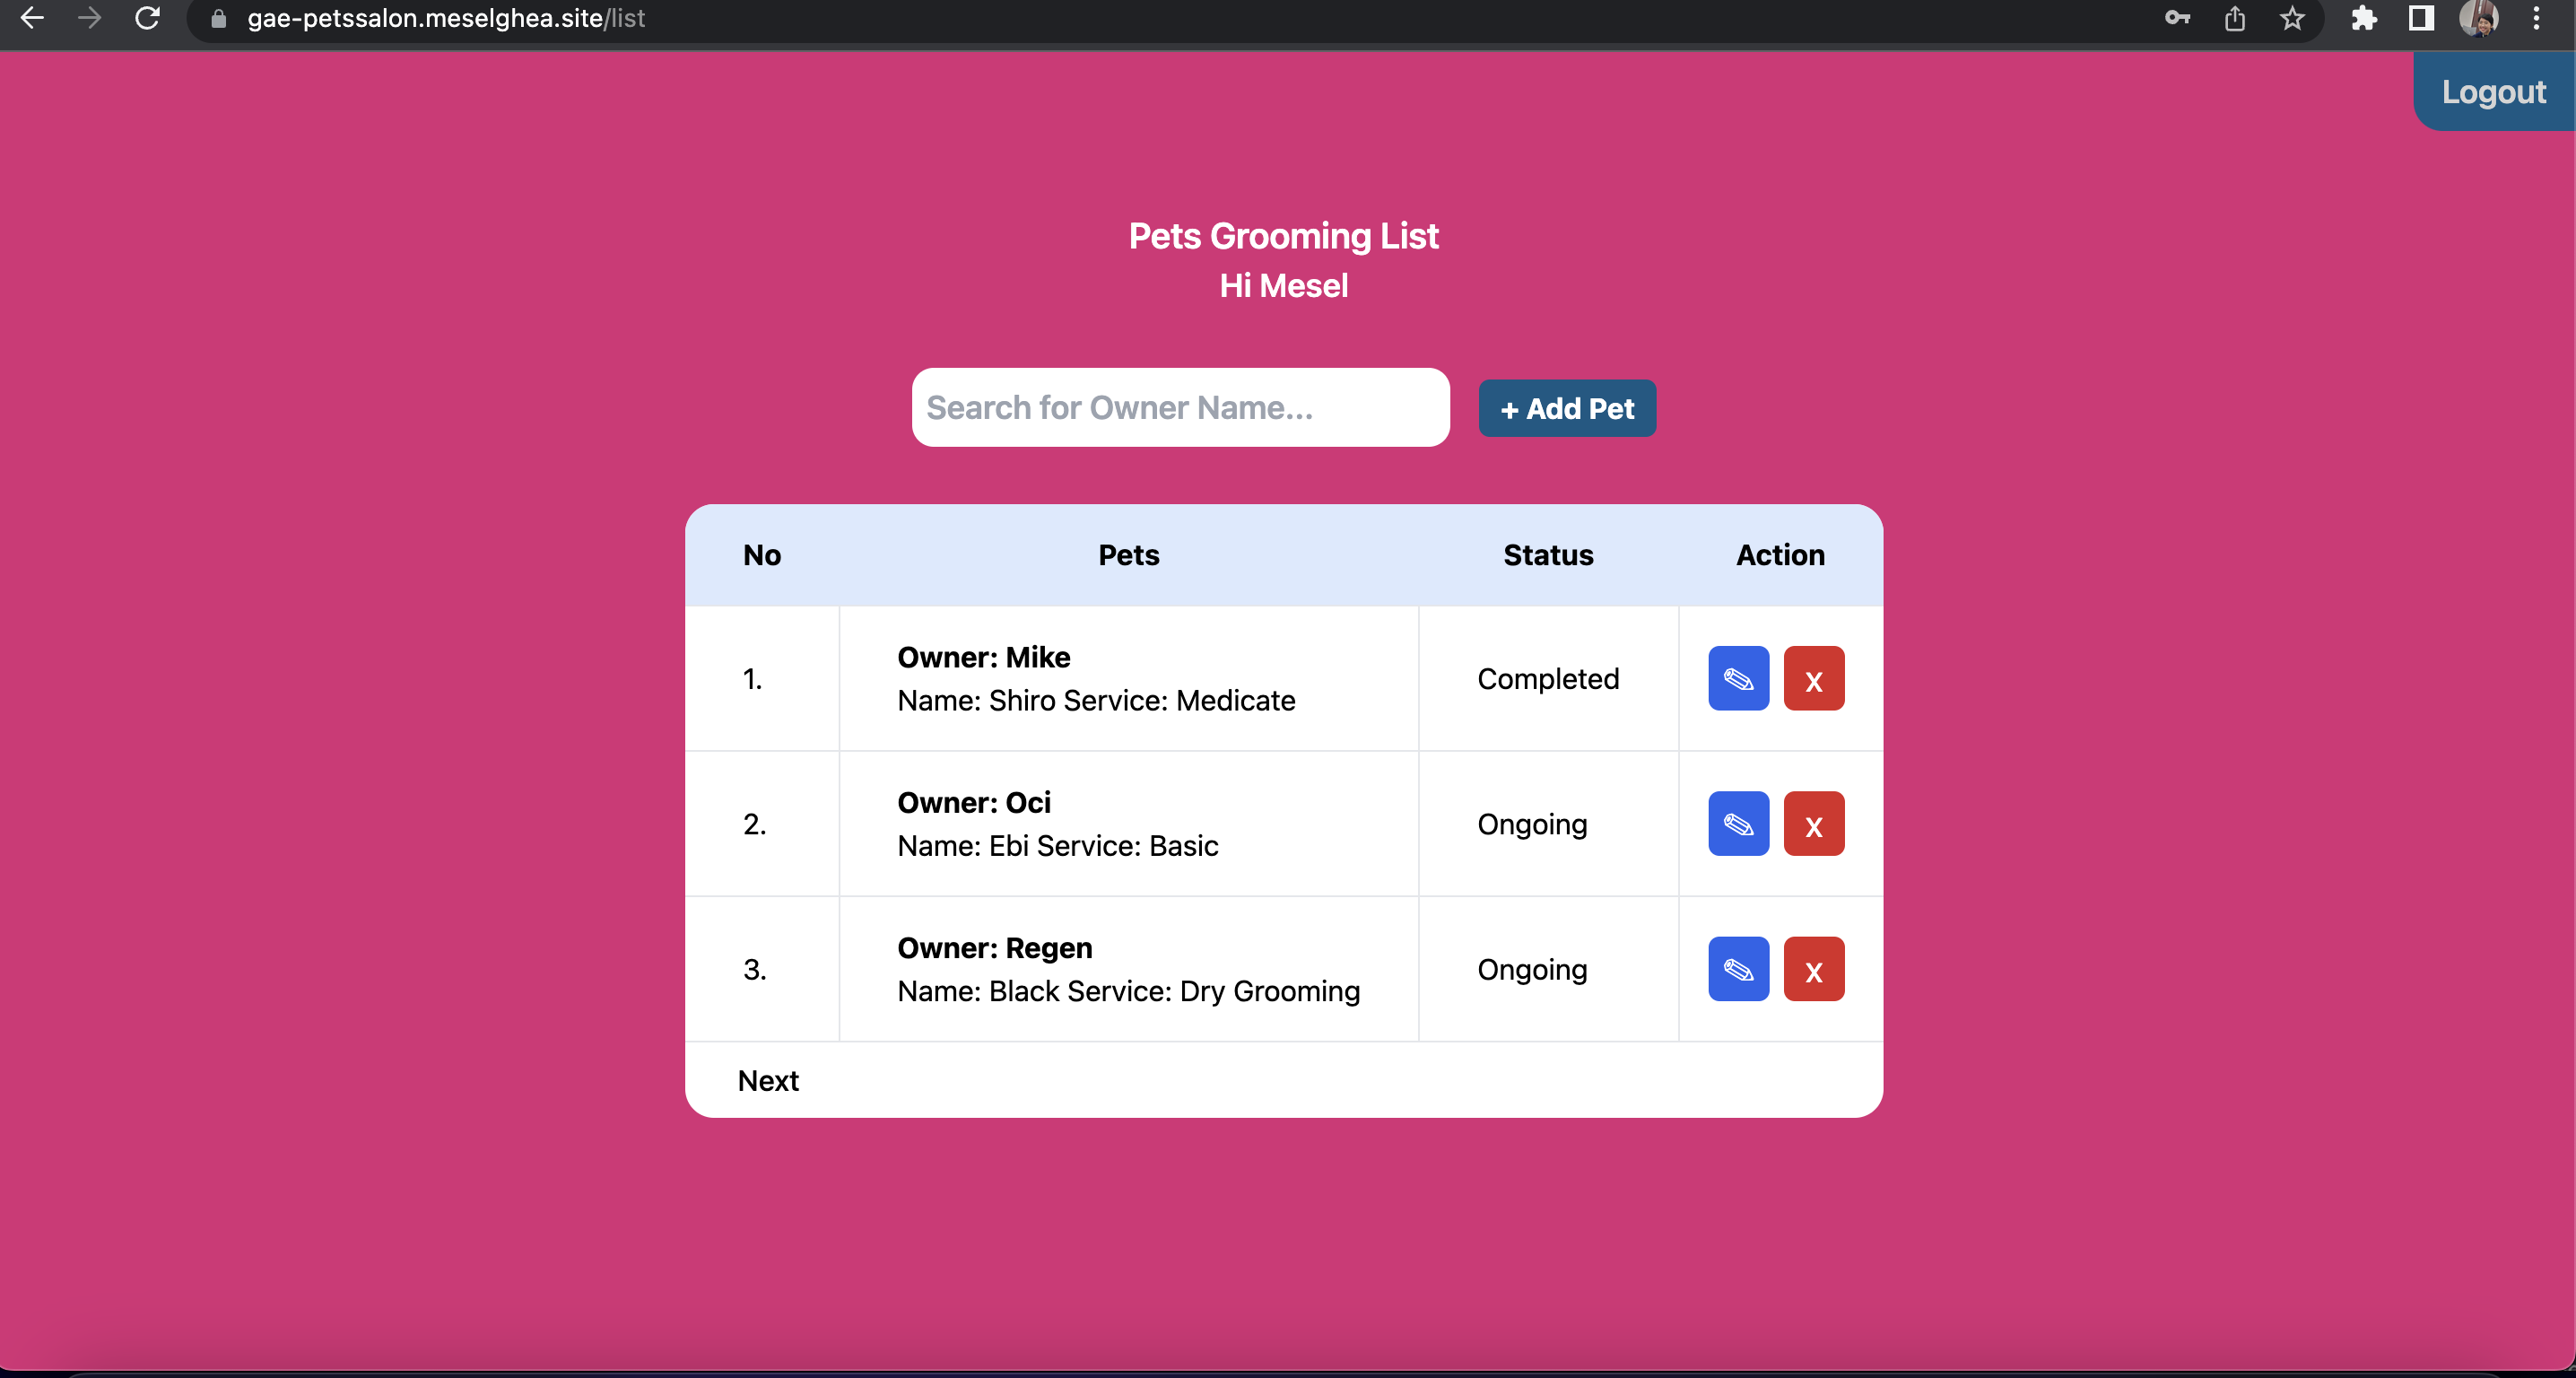 gae-petssalon.meselghea.site/list
Logout
Pets Grooming List
Hi Mesel
Search for Owner Name...
+ Add Pet
No Pets Status Action
Owner: Mike
1. Name: Shiro Service: Medicate Completed X
Owner: Oci
2. Name: Ebi Service: Basic Ongoing X
Owner: Regen
3. Name: Black Service: Dry Grooming Ongoing X
Next